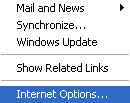 Mail and News
Synchronize...
Windows Update
Show Related Links
Internet Options...